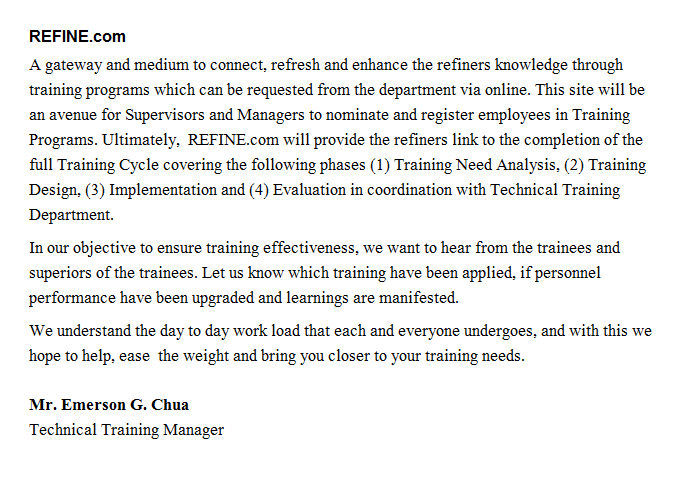 REFINE.com
A gateway and medium to connect, refresh and enhance the refiners knowledge through
training programs which can be requested from the department via online. This site will be
an avenue for Supervisors and Managers to nominate and register employees in Training
Programs. Ultimately,  REFINE.com will provide the refiners link to the completion of the
full Training Cycle covering the following phases (1) Training Need Analysis, (2) Training
Design, (3) Implementation and (4) Evaluation in coordination with Technical Training
Department.
In our objective to ensure training effectiveness, we want to hear from the trainees and
superiors of the trainees. Let us know which training have been applied, if personnel
performance have been upgraded and learnings are manifested.
We understand the day to day work load that each and everyone undergoes, and with this we
hope to help, ease  the weight and bring you closer to your training needs.
Mr. Emerson G. Chua
Technical Training Manager